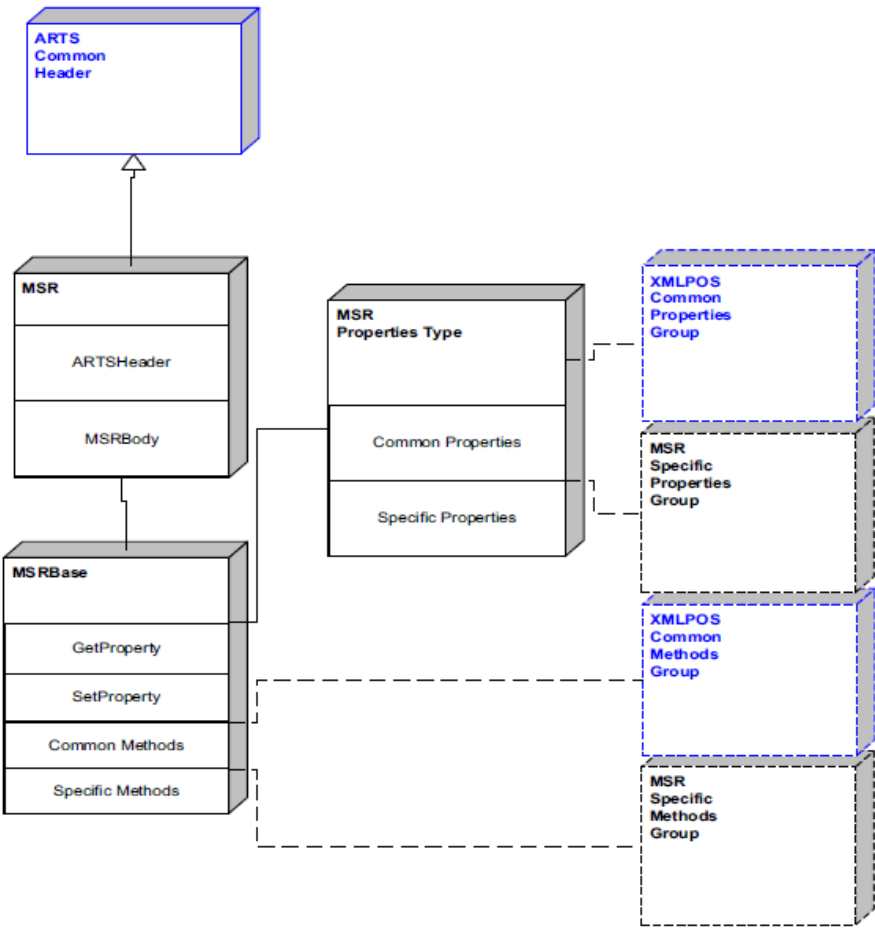 ARTS
Common
Header
MSR
ARTSHeader
MSRBody
MSRBase
GetProperty
SetProperty
Common Methods
Specific Methods
MSR
Properties Type
Common Properties
Specific Properties
XMLPOS
Common
Properties
Group
MSR
Specific
Properties
Group
XMLPOS
Common
Methods
Group
MSR
Specific
Methods
Group